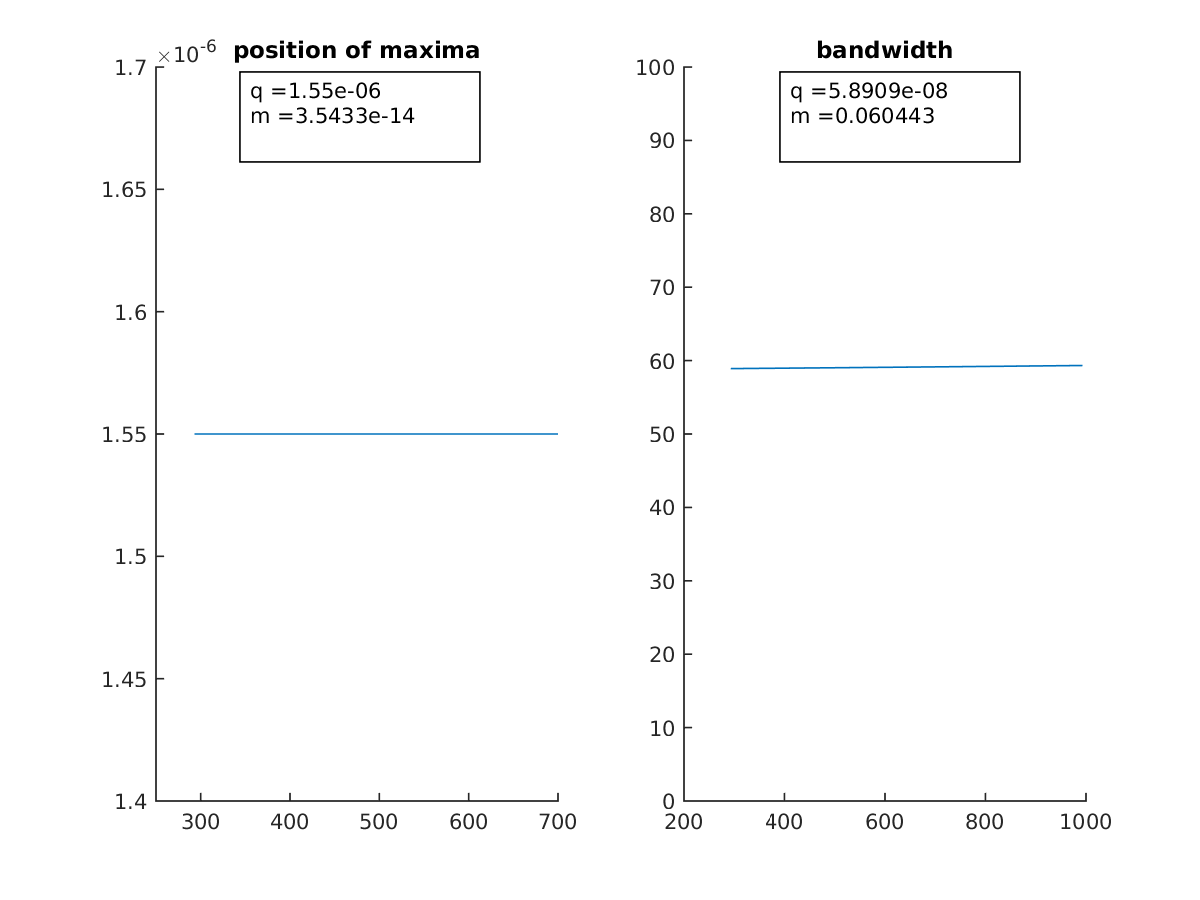 ×10-6
position of maxima
q =1.55e-06
m =3.5433e-14
1.7
1.65
1.6
1.55
1.5
1.45
1.4
300 400 500 600 700
bandwidth
q =5.8909e-08
m =0.060443
100
90
80
70
60
50
40
30
20
10
0
200 400 600 800 1000